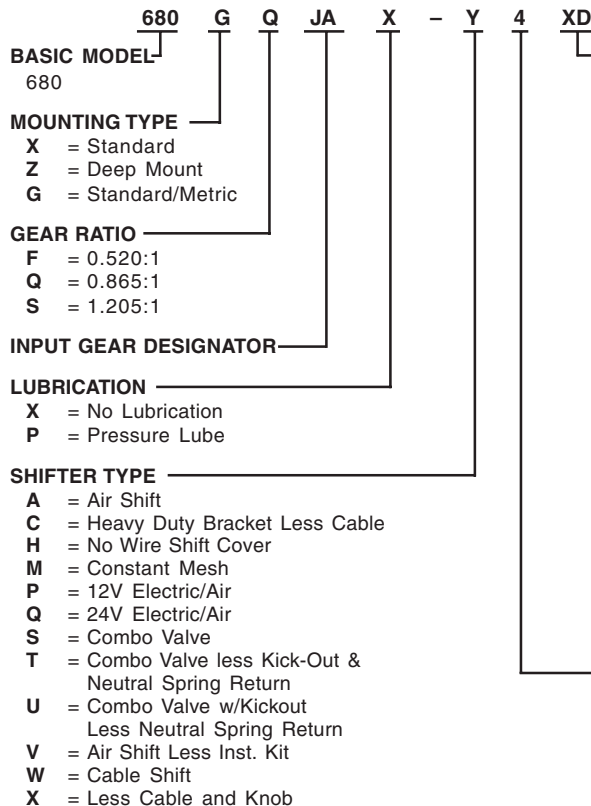 680 G Q JA X – Y 4 XD
BASIC MODEL
680
MOUNTING TYPE
X = Standard
Z = Deep Mount
G = Standard/Metric
GEAR RATIO
F = 0.520:1
Q = 0.865:1
S = 1.205:1
INPUT GEAR DESIGNATOR
LUBRICATION
X = No Lubrication
P = Pressure Lube
SHIFTER TYPE
A = Air Shift
C = Heavy Duty Bracket Less Cable
H = No Wire Shift Cover
M = Constant Mesh
P = 12V Electric/Air
Q = 24V Electric/Air
S = Combo Valve
T = Combo Valve less Kick-Out &
Neutral Spring Return
U = Combo Valve w/Kickout
Less Neutral Spring Return
V = Air Shift Less Inst. Kit
W = Cable Shift
X = Less Cable and Knob